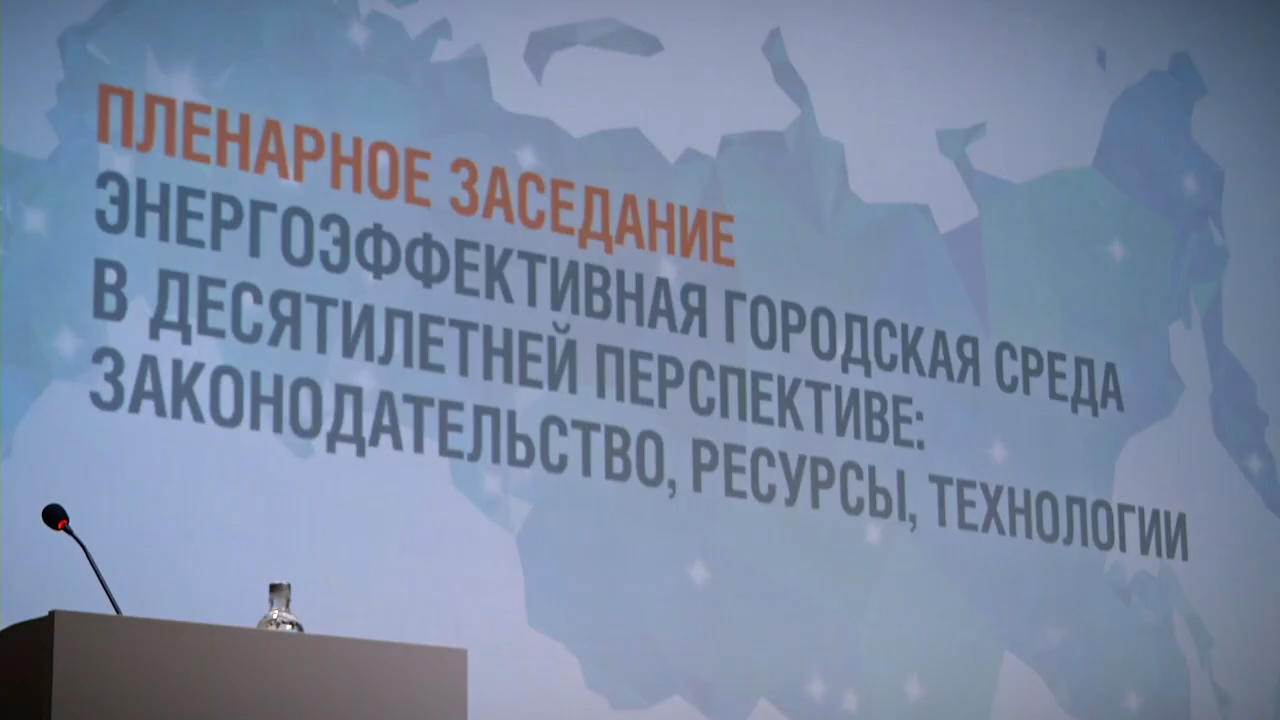 ПЛЕНАРНОЕ ЗАСЕДАНИЕ
ЭНЕРГОЭФФЕКТИВНАЯ ГОРОДСКАЯ СРЕДА
В ДЕСЯТИЛЕТНЕЙ ПЕРСПЕКТИВЕ:
ЗАКОНОДАТЕЛЬСТВО, РЕСУРСЫ, ТЕХНОЛОГИИ